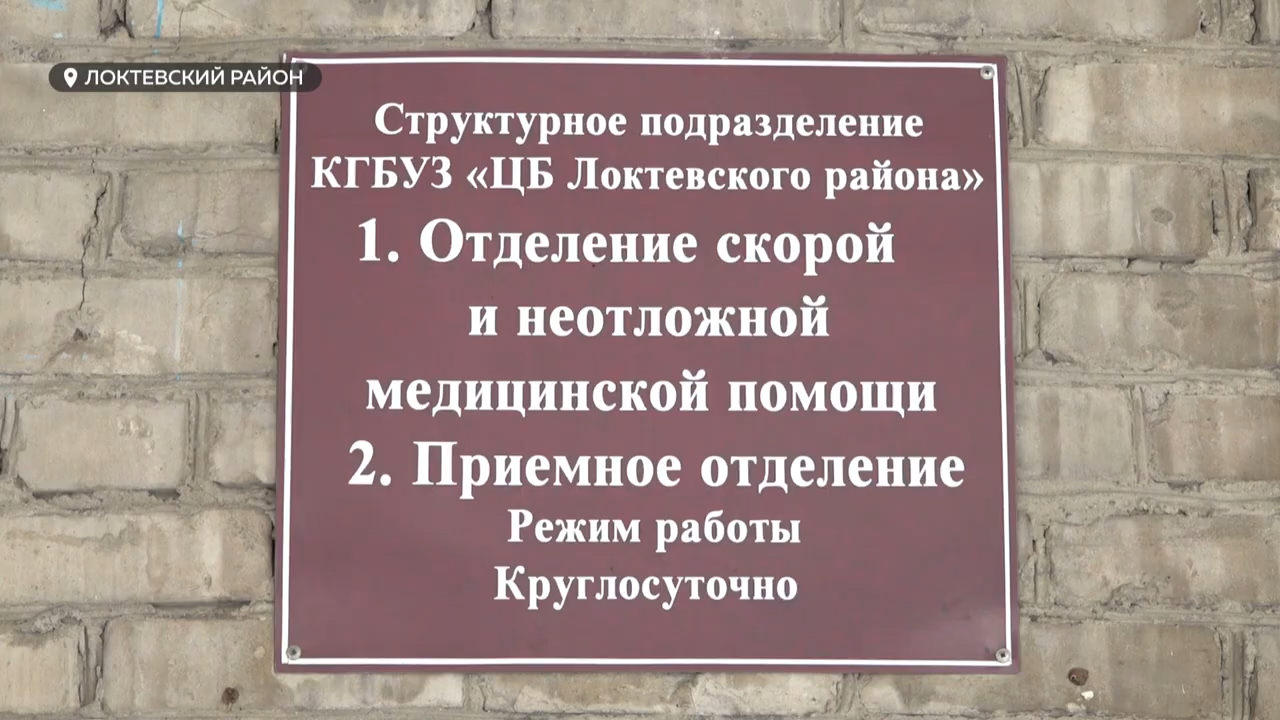 ЛОКТЕВСКИЙ РАЙОН
Структурное подразделение
КГБУЗ «ЦБ Локтевского района»
1. Отделение скорой
и неотложной
медицинской помощи
2. Приемное отделение
Режим работы
Круглосуточно